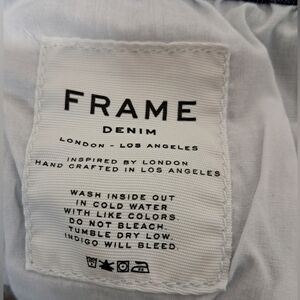 FRAME
DENIM
LONDON - LOS ANGELES
INSPIRED BY LONDON
HAND CRAFTED IN LOS ANGELES
WASH INSIDE OUT
IN COLD WATER
WITH LIKE COLORS.
DO NOT BLEACH.
TUMBLE DRY LOW.
INDIGO WILL BLEED.